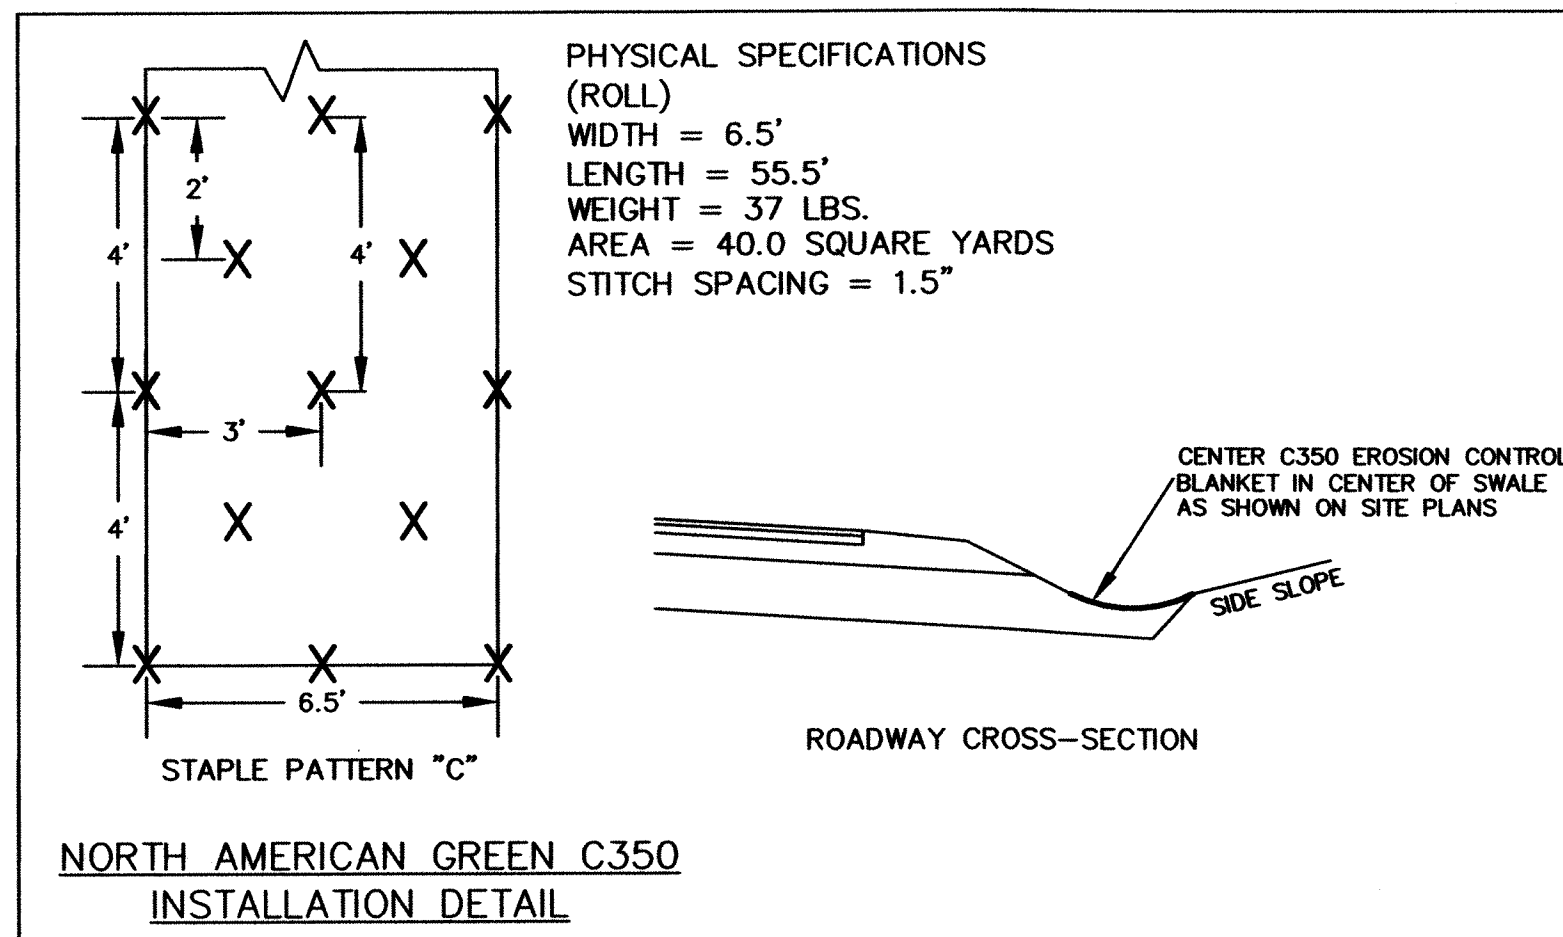 PHYSICAL SPECIFICATIONS
(ROLL)
WIDTH = 6.5'
LENGTH = 55.5'
WEIGHT = 37 LBS.
AREA = 40.0 SQUARE YARDS
STITCH SPACING = 1.5"
2'
4'
4'
3'
4'
6.5'
STAPLE PATTERN "C"
CENTER C350 EROSION CONTROL
BLANKET IN CENTER OF SWALE
AS SHOWN ON SITE PLANS
SIDE SLOPE
ROADWAY CROSS-SECTION
NORTH AMERICAN GREEN C350
INSTALLATION DETAIL